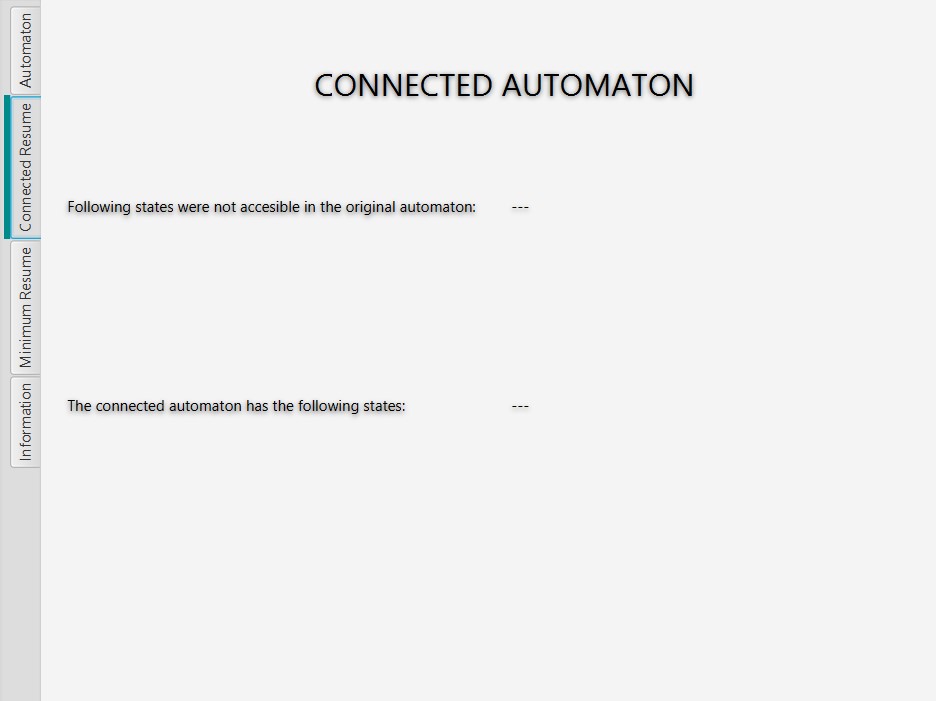 Automaton
Connected Resume
Minimum Resume
Information
CONNECTED AUTOMATON
Following states were not accesible in the original automaton: ---
The connected automaton has the following states: ---